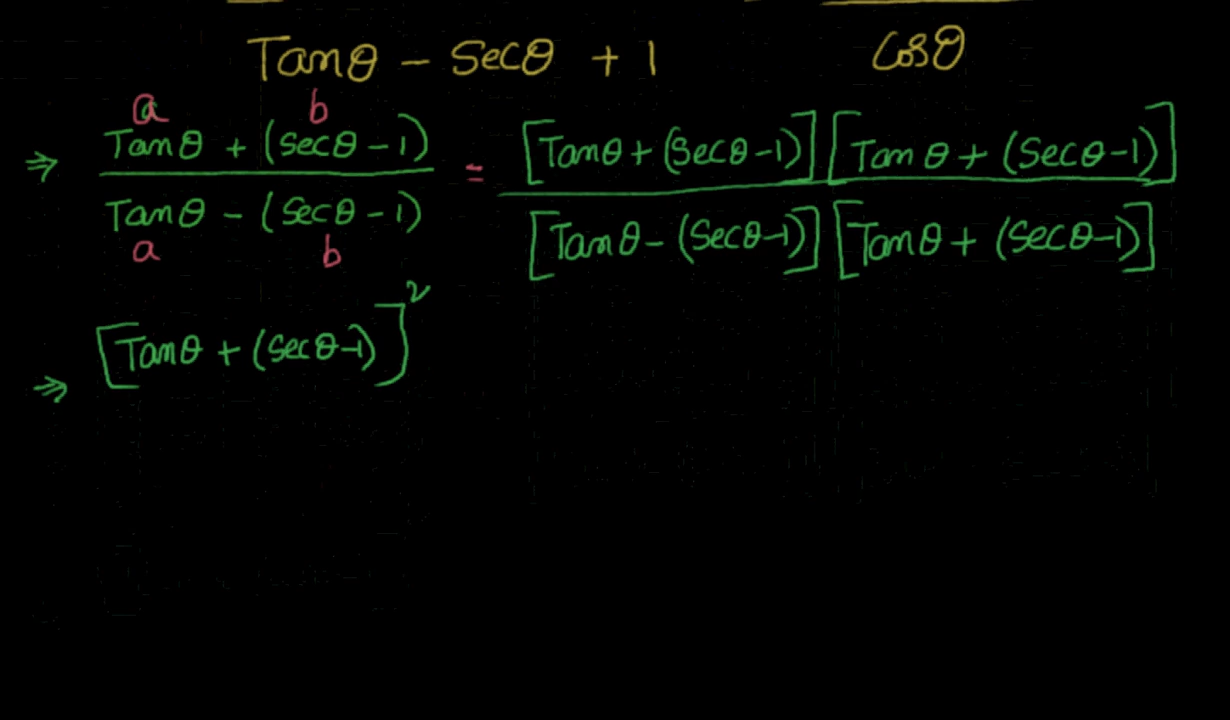 Tanθ - Secθ + 1 Cosθ
a b
⇒ Tanθ + (Secθ - 1) = [Tanθ + (Secθ - 1)] [Tanθ + (Secθ - 1)]
Tanθ - (Secθ - 1) [Tanθ - (Secθ - 1)] [Tanθ + (Secθ - 1)]
a b
⇒ [Tanθ + (Secθ - 1)]²